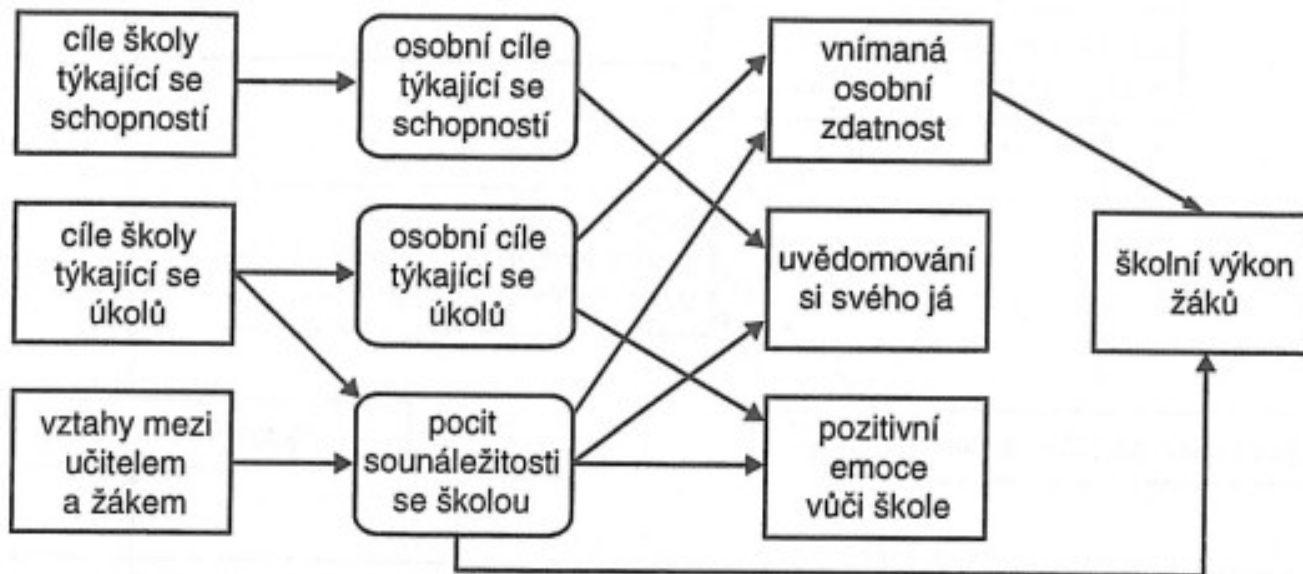 cíle školy
týkající se
schopností
osobní cíle
týkající se
schopností
vnímaná
osobní
zdatnost
cíle školy
týkající se
úkolů
osobní cíle
týkající se
úkolů
uvědomování
si svého já
školní výkon
žáků
vztahy mezi
učitelem
a žákem
pocit
sounáležitosti
se školou
pozitivní
emoce
vůči škole